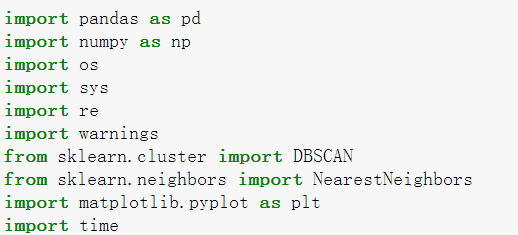 import pandas as pd
import numpy as np
import os
import sys
import re
import warnings
from sklearn.cluster import DBSCAN
from sklearn.neighbors import NearestNeighbors
import matplotlib.pyplot as plt
import time